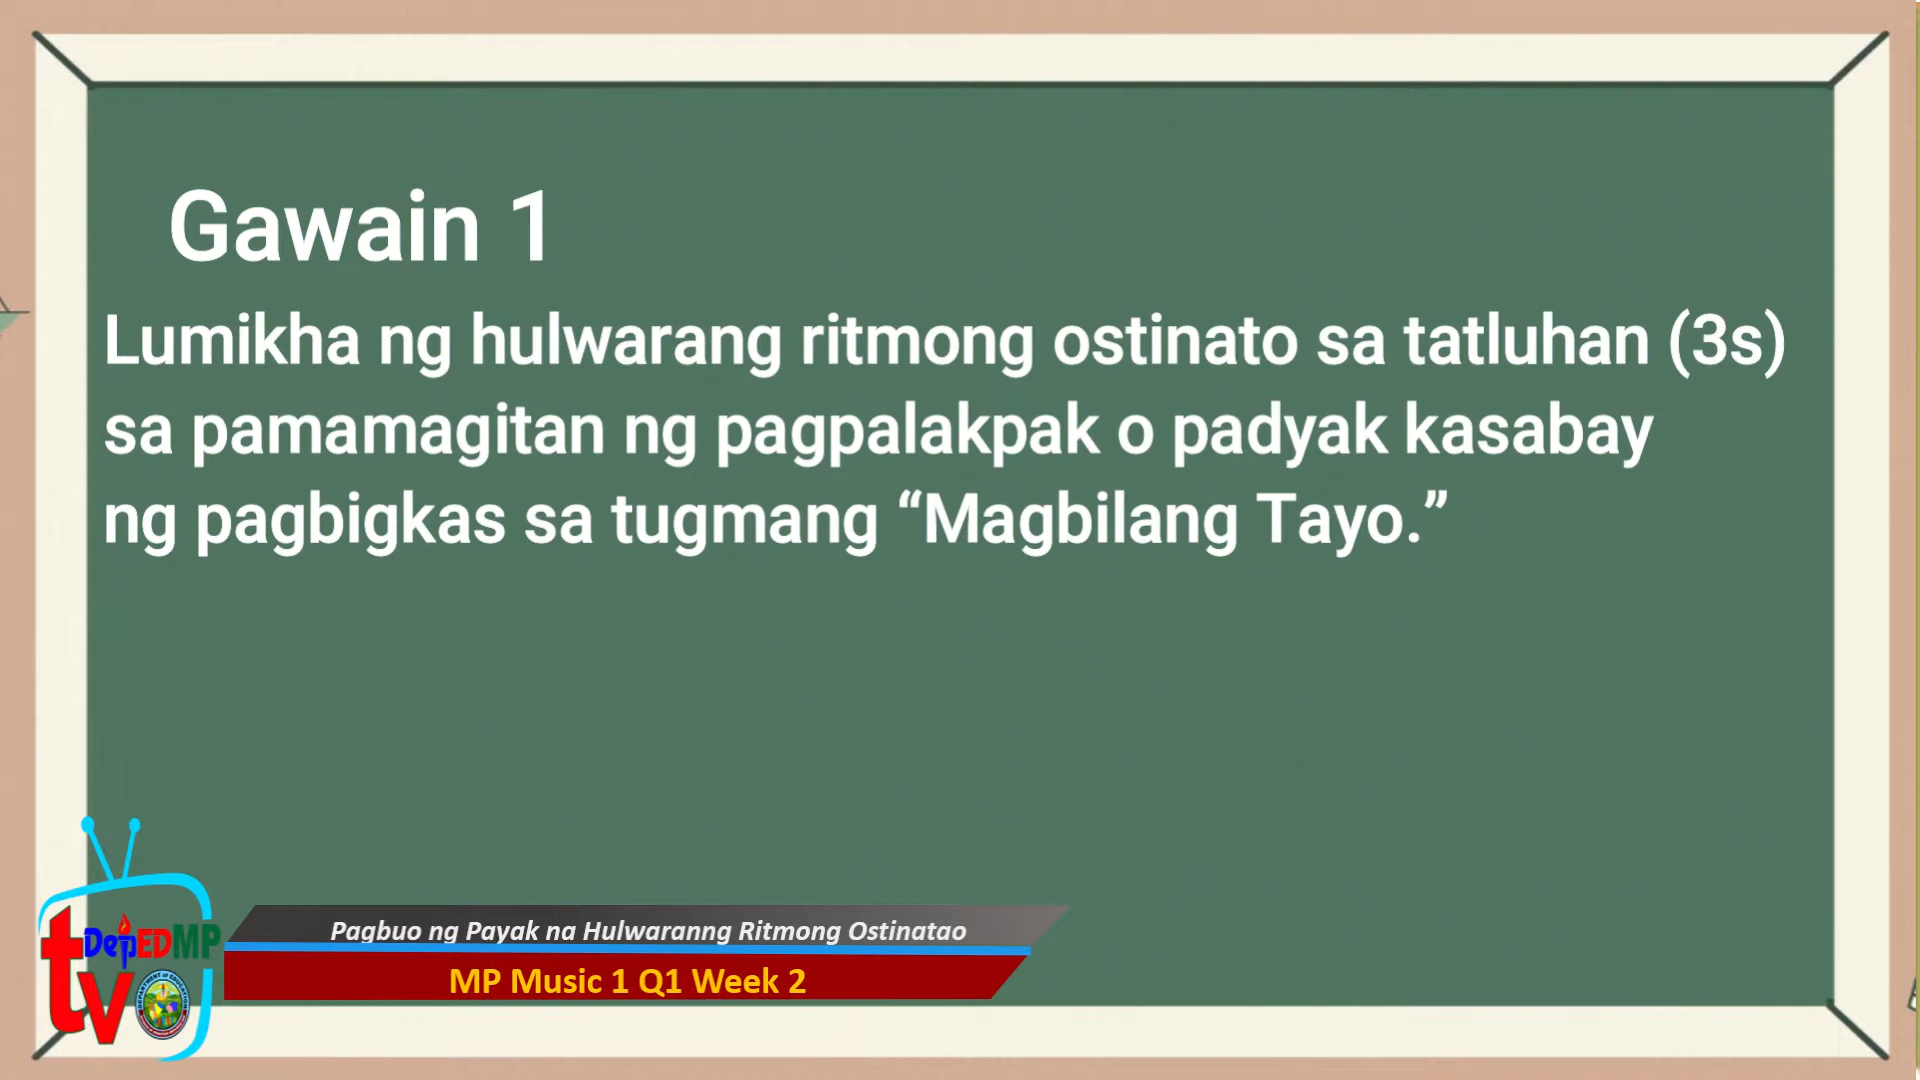 Gawain 1
Lumikha ng hulwarang ritmong ostinato sa tatluhan (3s)
sa pamamagitan ng pagpalakpak o padyak kasabay
ng pagbigkas sa tugmang “Magbilang Tayo.”
Pagbuo ng Payak na Hulwaranng Ritmong Ostinatao
MP Music 1 Q1 Week 2
DepEDMP
tv